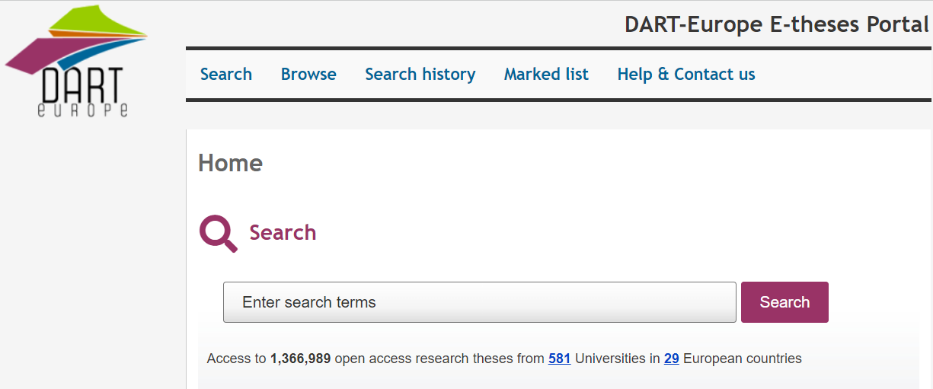 DART-Europe E-theses Portal
DART
europe
Search Browse Search history Marked list Help & Contact us
Home
Search
Enter search terms Search
Access to 1,366,989 open access research theses from 581 Universities in 29 European countries